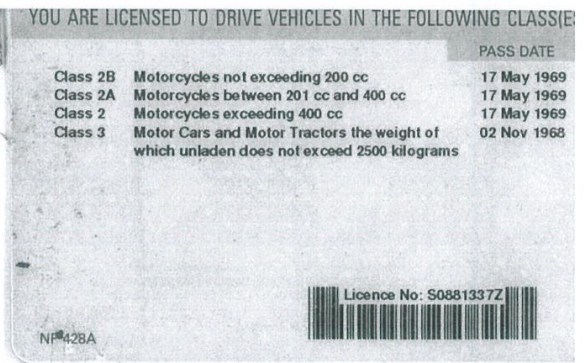 YOU ARE LICENSED TO DRIVE VEHICLES IN THE FOLLOWING CLASS(ES
PASS DATE
Class 2B Motorcycles not exceeding 200 cc 17 May 1969
Class 2A Motorcycles between 201 cc and 400 cc 17 May 1969
Class 2 Motorcycles exceeding 400 cc 17 May 1969
Class 3 Motor Cars and Motor Tractors the weight of 02 Nov 1968
which unladen does not exceed 2500 kilograms
Licence No: S0881337Z
NP 428A